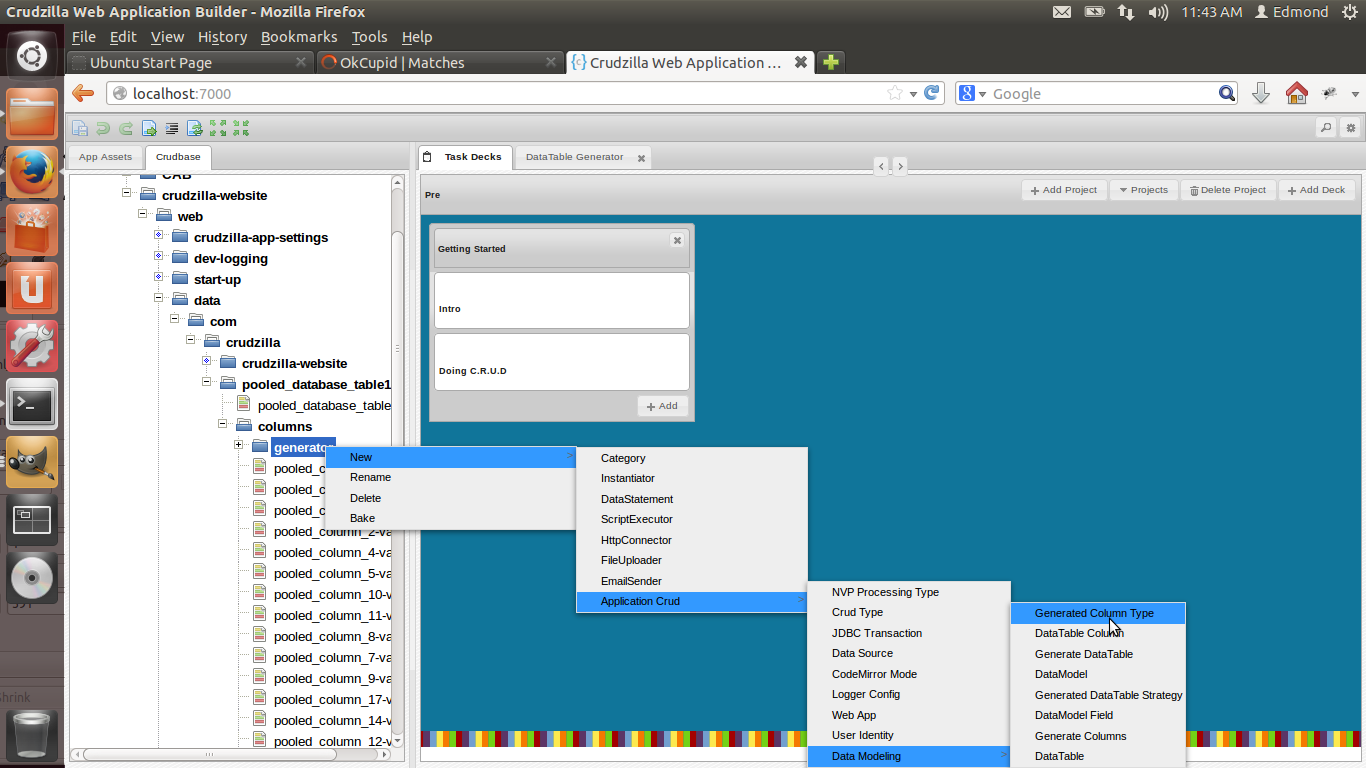 Crudzilla Web Application Builder - Mozilla Firefox
11:43 AM Edmond
File Edit View History Bookmarks Tools Help
Ubuntu Start Page
OkCupid | Matches
{c} Crudzilla Web Application ...
localhost:7000
Google
App Assets
Crudbase
Task Decks
DataTable Generator
CAB
crudzilla-website
web
crudzilla-app-settings
dev-logging
start-up
data
com
crudzilla
crudzilla-website
pooled_database_table1
pooled_database_table
columns
generator
pooled_c
pooled_c
pooled_c
pooled_column_2-va
pooled_column_4-va
pooled_column_5-va
pooled_column_10-v
pooled_column_11-v
pooled_column_8-va
pooled_column_7-va
pooled_column_9-va
pooled_column_17-v
pooled_column_14-v
pooled_column_12-v
Pre
Add Project
Projects
Delete Project
Add Deck
Getting Started
Intro
Doing C.R.U.D
Add
New
Rename
Delete
Bake
Category
Instantiator
DataStatement
ScriptExecutor
HttpConnector
FileUploader
EmailSender
Application Crud
NVP Processing Type
Crud Type
JDBC Transaction
Data Source
CodeMirror Mode
Logger Config
Web App
User Identity
Data Modeling
Generated Column Type
DataTable Column
Generate DataTable
DataModel
Generated DataTable Strategy
DataModel Field
Generate Columns
DataTable